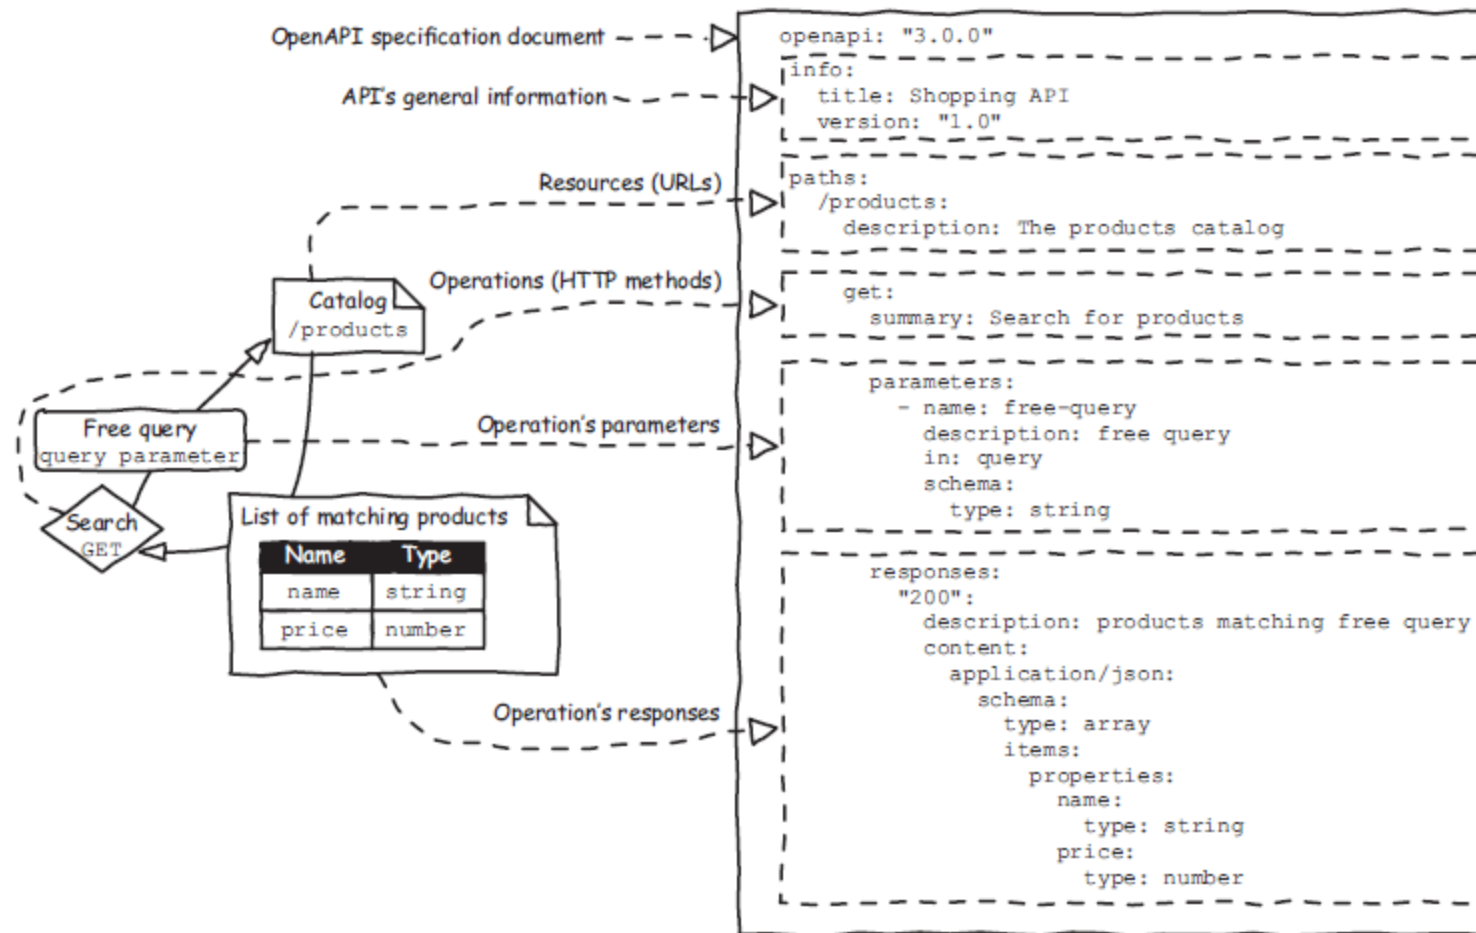 OpenAPI specification document
API's general information
Resources (URLs)
Operations (HTTP methods)
Catalog
/products
Free query
query parameter
Operation's parameters
Search
GET
List of matching products
Name Type
name string
price number
Operation's responses
openapi: "3.0.0"
info:
title: Shopping API
version: "1.0"
paths:
/products:
description: The products catalog
get:
summary: Search for products
parameters:
- name: free-query
description: free query
in: query
schema:
type: string
responses:
"200":
description: products matching free query
content:
application/json:
schema:
type: array
items:
properties:
name:
type: string
price:
type: number